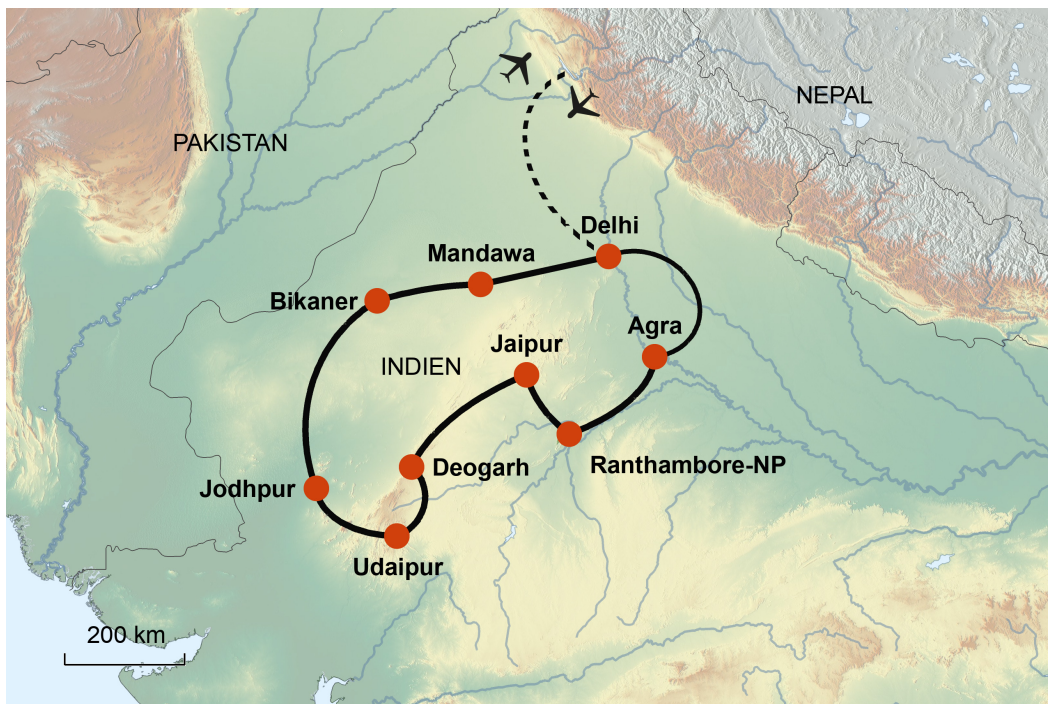 NEPAL
PAKISTAN
Delhi
Mandawa
Bikaner
Agra
Jaipur
INDIEN
Deogarh
Ranthambore-NP
Jodhpur
Udaipur
200 km